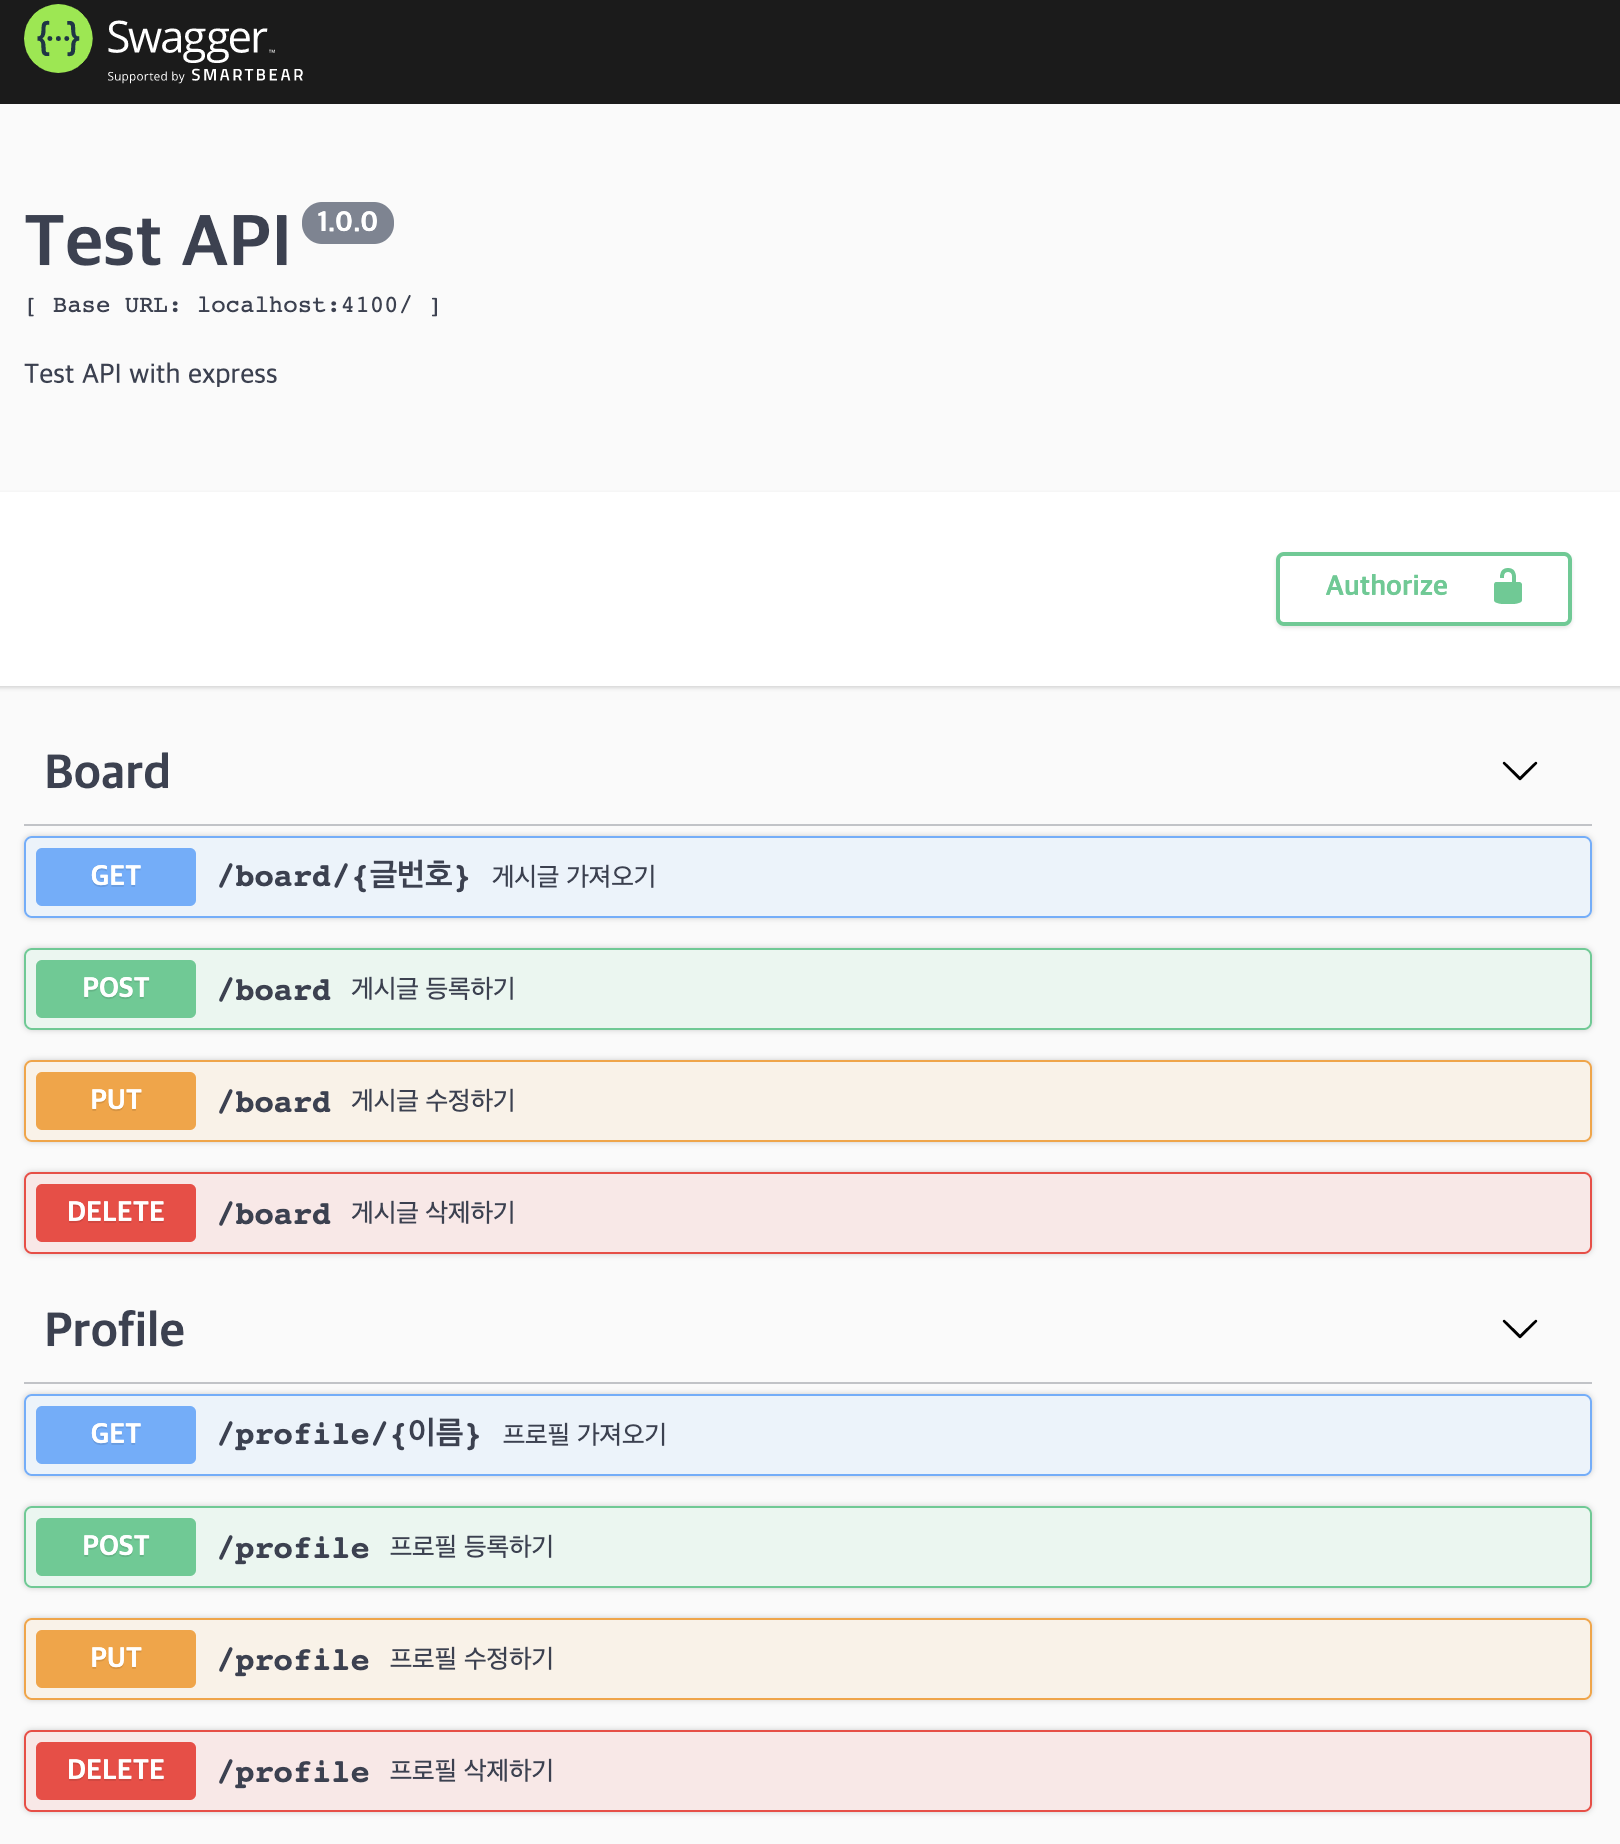 Swagger™
Supported by SMARTBEAR
Test API 1.0.0
[ Base URL: localhost:4100/ ]
Test API with express
Authorize
Board
GET /board/{글번호} 게시글 가져오기
POST /board 게시글 등록하기
PUT /board 게시글 수정하기
DELETE /board 게시글 삭제하기
Profile
GET /profile/{이름} 프로필 가져오기
POST /profile 프로필 등록하기
PUT /profile 프로필 수정하기
DELETE /profile 프로필 삭제하기